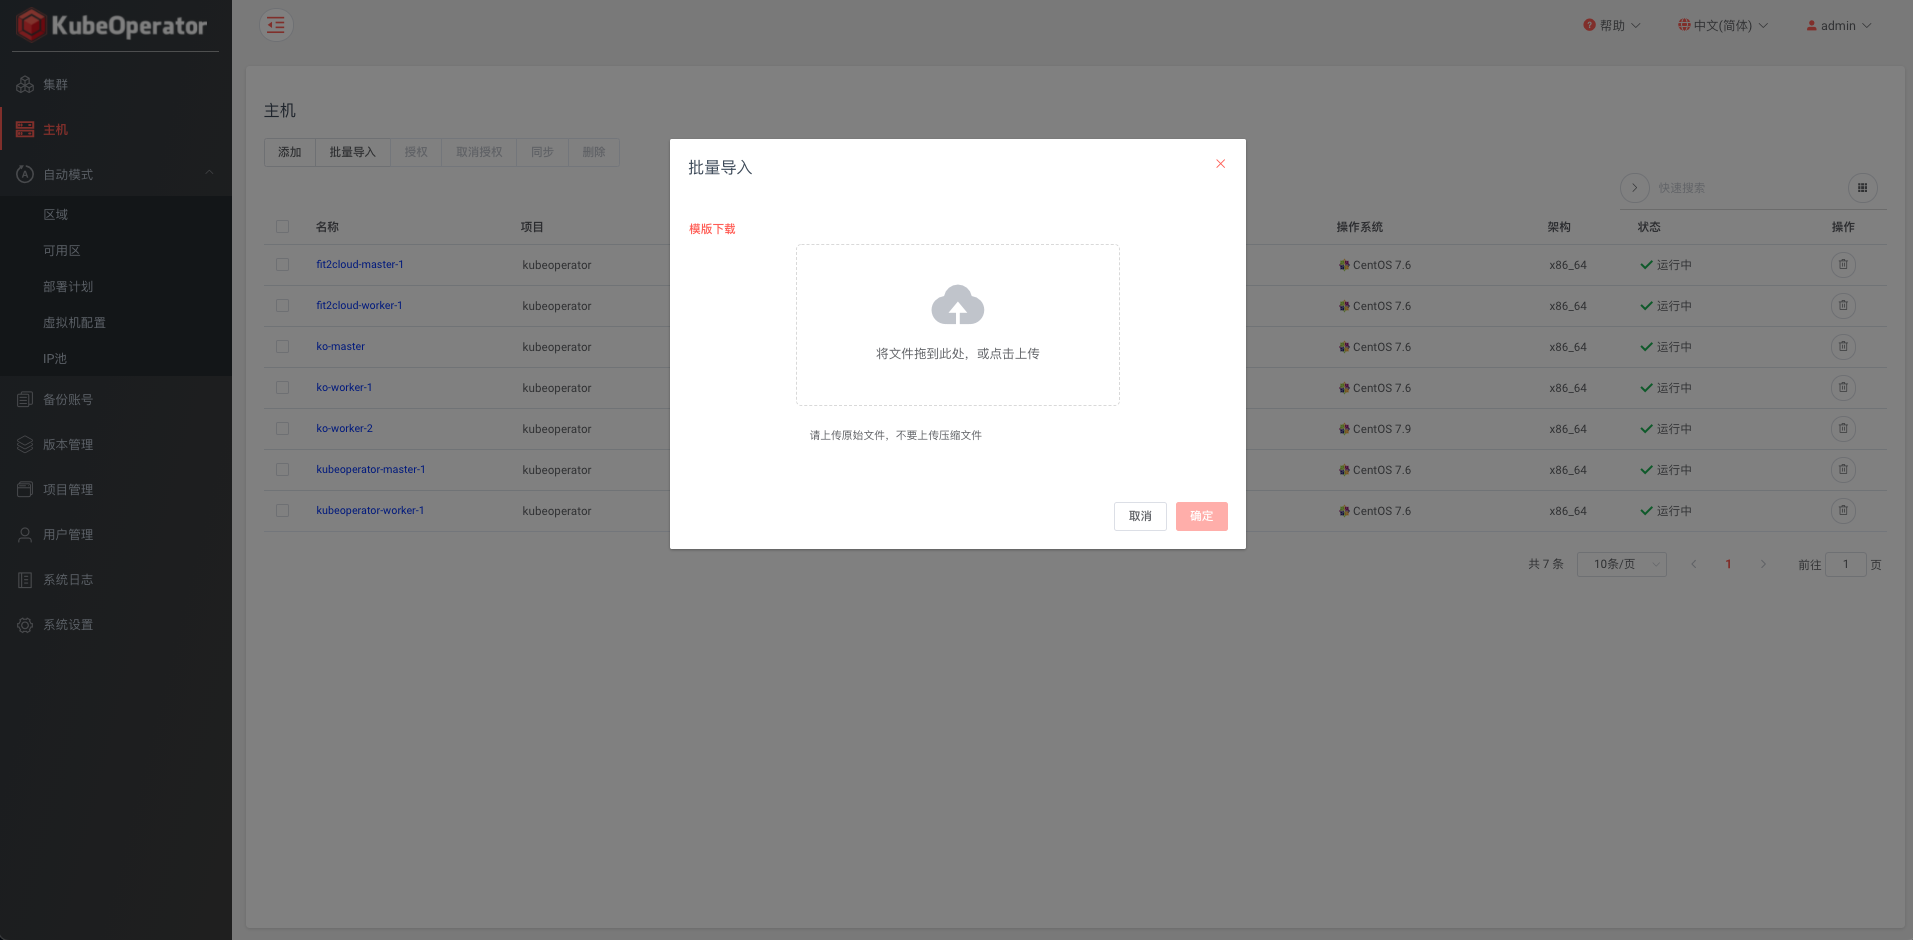 KubeOperator
帮助
中文(简体)
admin
集群
主机
自动模式
区域
可用区
部署计划
虚拟机配置
IP池
备份账号
版本管理
项目管理
用户管理
系统日志
系统设置
主机
添加 批量导入 授权 取消授权 同步 删除
快速搜索
名称 项目 操作系统 架构 状态 操作
fit2cloud-master-1 kubeoperator CentOS 7.6 x86_64 运行中
fit2cloud-worker-1 kubeoperator CentOS 7.6 x86_64 运行中
ko-master kubeoperator CentOS 7.6 x86_64 运行中
ko-worker-1 kubeoperator CentOS 7.6 x86_64 运行中
ko-worker-2 kubeoperator CentOS 7.9 x86_64 运行中
kubeoperator-master-1 kubeoperator CentOS 7.6 x86_64 运行中
kubeoperator-worker-1 kubeoperator CentOS 7.6 x86_64 运行中
共 7 条 10条/页 1 前往 1 页
批量导入
模版下载
将文件拖到此处，或点击上传
请上传原始文件，不要上传压缩文件
取消 确定